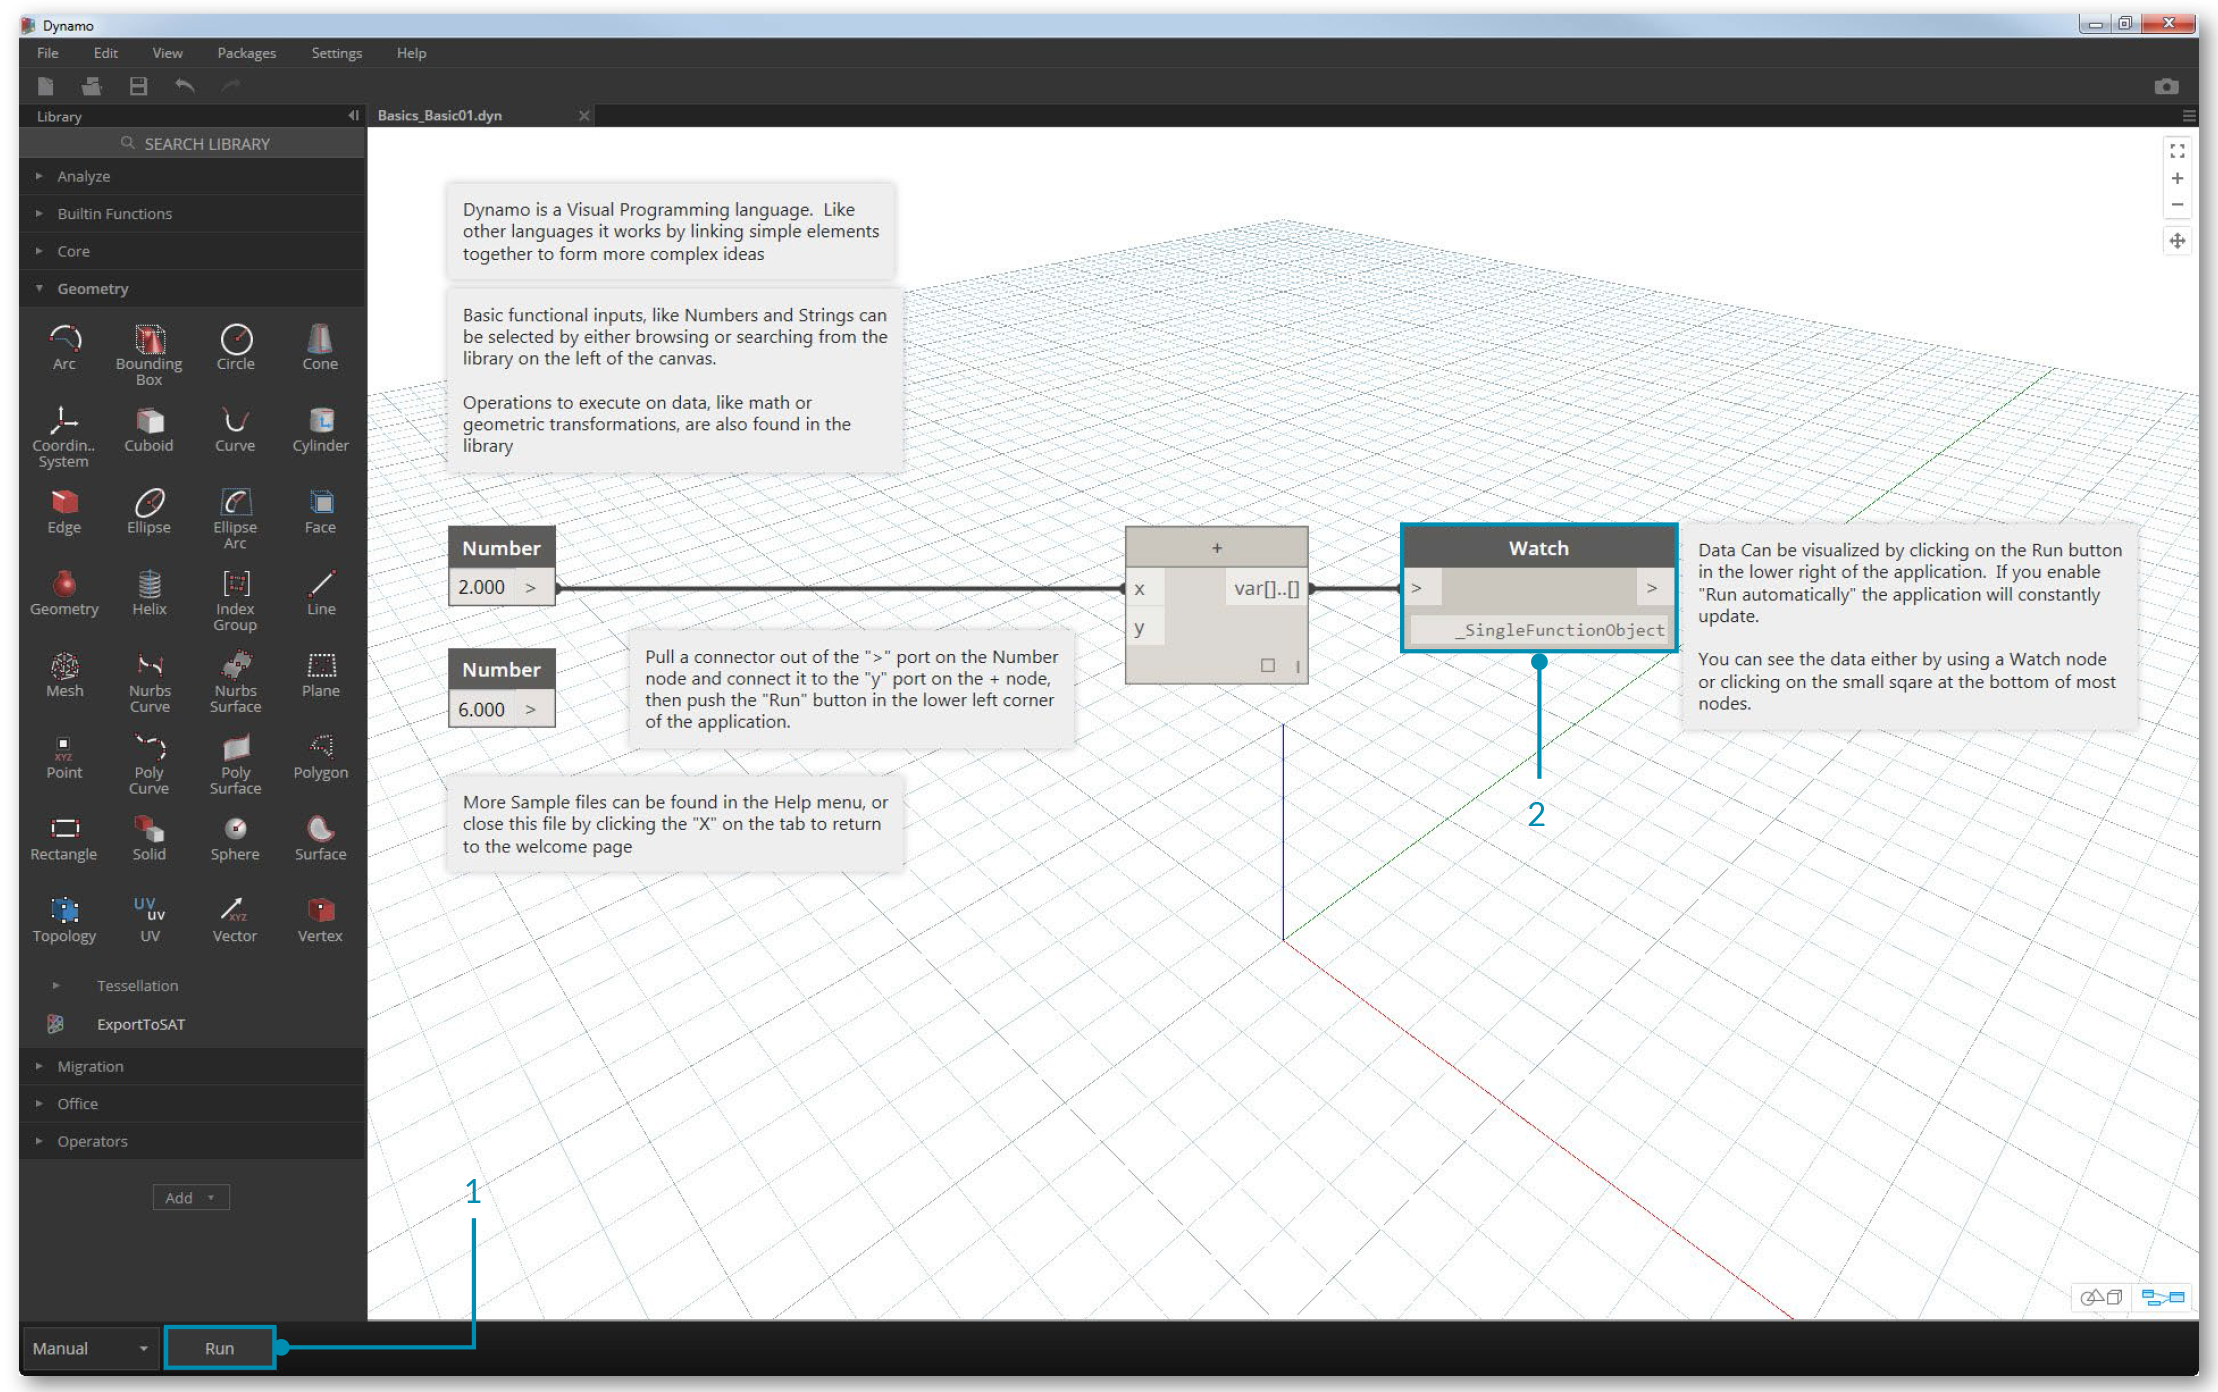 Dynamo
File Edit View Packages Settings Help
Library
Basics_Basic01.dyn
SEARCH LIBRARY
Analyze
Builtin Functions
Core
Geometry
Arc
Bounding
Box
Circle
Cone
Coordin..
System
Cuboid
Curve
Cylinder
Edge
Ellipse
Ellipse
Arc
Face
Geometry
Helix
Index
Group
Line
Mesh
Nurbs
Curve
Nurbs
Surface
Plane
XYZ
Point
Poly
Curve
Poly
Surface
Polygon
Rectangle
Solid
Sphere
Surface
Topology
UV
uv
UV
XYZ
Vector
Vertex
Tessellation
ExportToSAT
Migration
Office
Operators
Add
Manual
Run
1
Dynamo is a Visual Programming language. Like
other languages it works by linking simple elements
together to form more complex ideas
Basic functional inputs, like Numbers and Strings can
be selected by either browsing or searching from the
library on the left of the canvas.
Operations to execute on data, like math or
geometric transformations, are also found in the
library
Number
2.000 >
Number
6.000 >
Pull a connector out of the ">" port on the Number
node and connect it to the "y" port on the + node,
then push the "Run" button in the lower left corner
of the application.
More Sample files can be found in the Help menu, or
close this file by clicking the "X" on the tab to return
to the welcome page
+
x var[]..[]
y
Watch
> >
_SingleFunctionObject
2
Data Can be visualized by clicking on the Run button
in the lower right of the application. If you enable
"Run automatically" the application will constantly
update.
You can see the data either by using a Watch node
or clicking on the small sqare at the bottom of most
nodes.